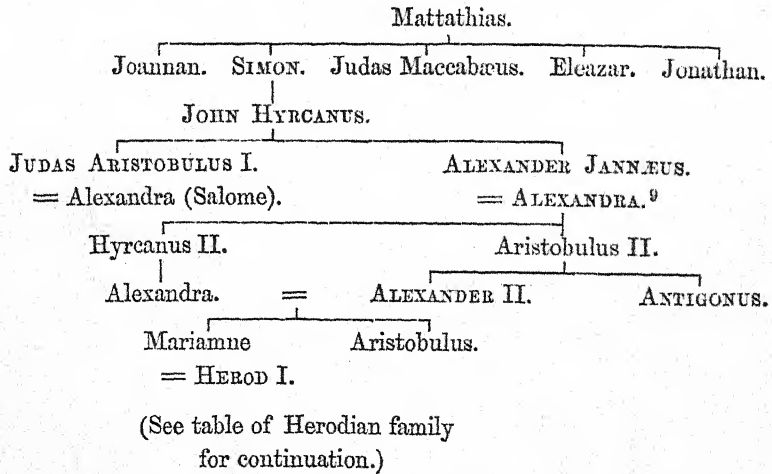 Mattathias.
Joannan. SIMON. Judas Maccabæus. Eleazar. Jonathan.
JOHN HYRCANUS.
JUDAS ARISTOBULUS I. ALEXANDER JANNÆUS.
= Alexandra (Salome). = ALEXANDRA.⁹
Hyrcanus II. Aristobulus II.
Alexandra. = ALEXANDER II. ANTIGONUS.
Mariamne Aristobulus.
= HEROD I.
(See table of Herodian family
for continuation.)